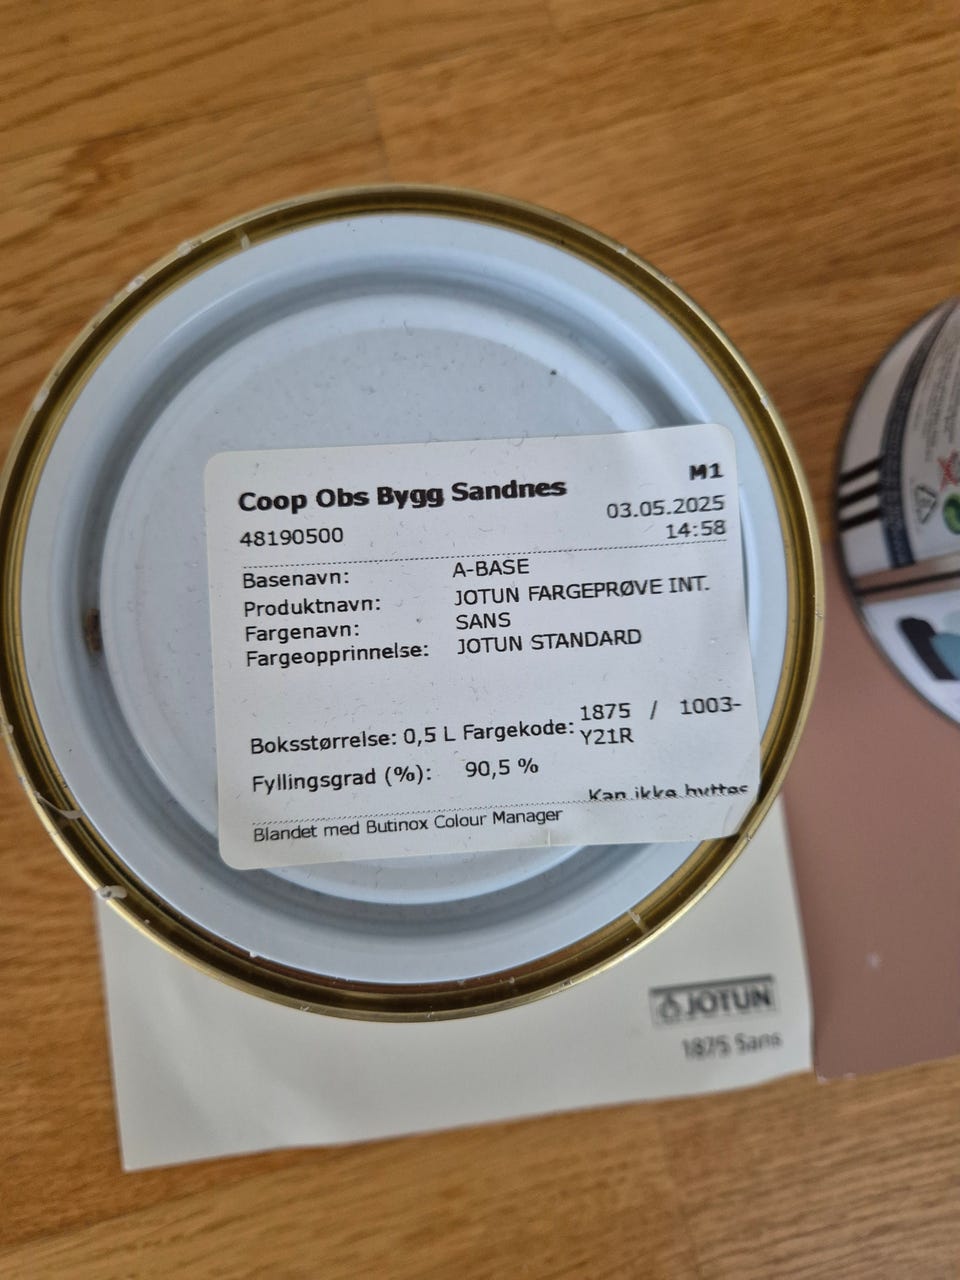 Coop Obs Bygg Sandnes
M1
48190500
03.05.2025
14:58
Basenavn: A-BASE
Produktnavn: JOTUN FARGEPRØVE INT.
Fargenavn: SANS
Fargeopprinnelse: JOTUN STANDARD
Boksstørrelse: 0,5 L Fargekode: 1875 / 1003-
Y21R
Fyllingsgrad (%): 90,5 %
Kan ikke byttes
Blandet med Butinox Colour Manager
JOTUN
1875 Sans